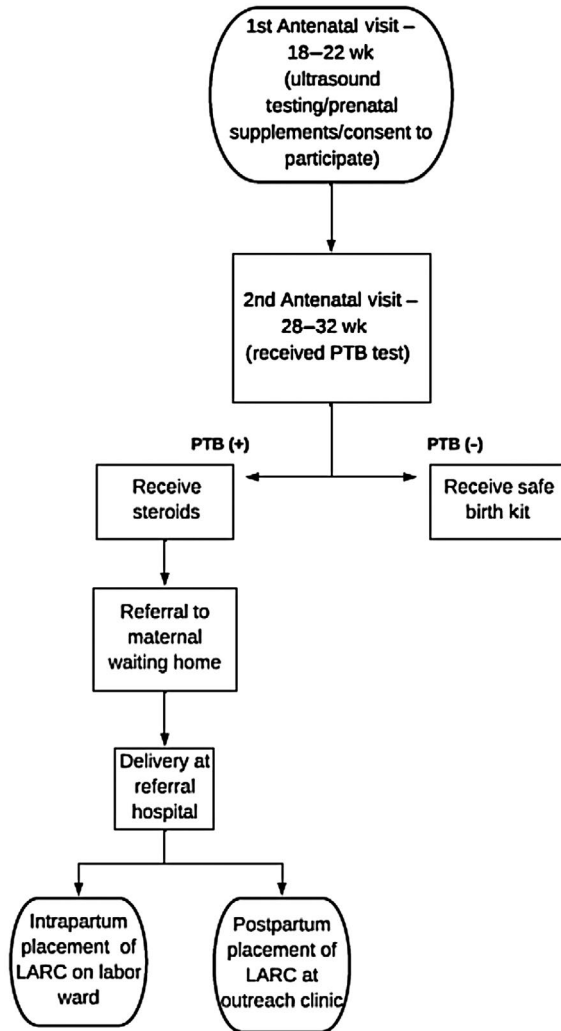 1st Antenatal visit –
18–22 wk
(ultrasound
testing/prenatal
supplements/consent to
participate)
2nd Antenatal visit –
28–32 wk
(received PTB test)
PTB (+)
PTB (-)
Receive
steroids
Receive safe
birth kit
Referral to
maternal
waiting home
Delivery at
referral
hospital
Intrapartum
placement of
LARC on labor
ward
Postpartum
placement of
LARC at
outreach clinic